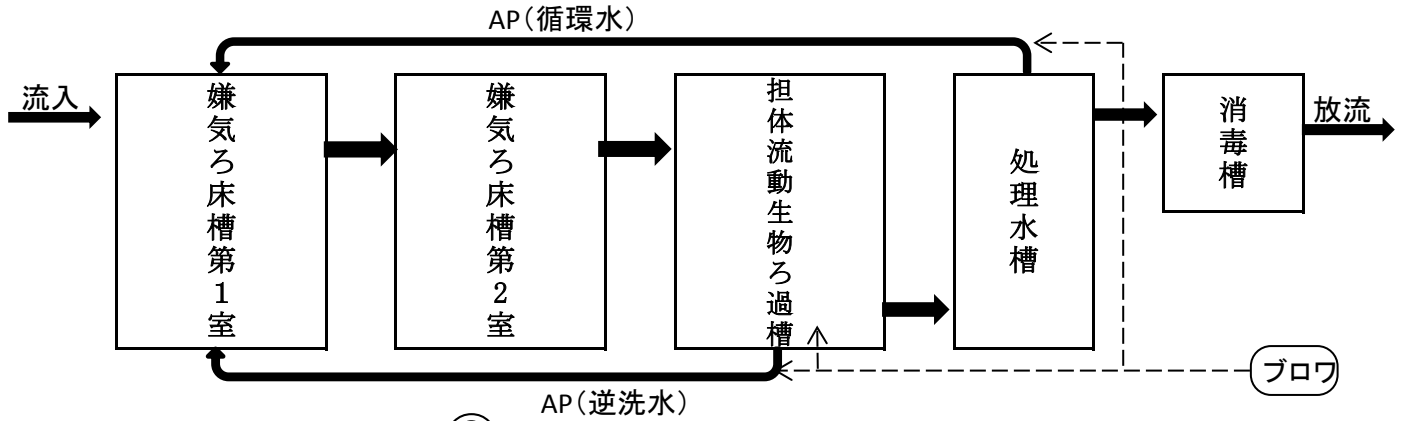 AP(循環水)
流入
嫌気ろ床槽第1室
嫌気ろ床槽第2室
担体流動生物ろ過槽
処理水槽
消毒槽
放流
ブロワ
AP(逆洗水)